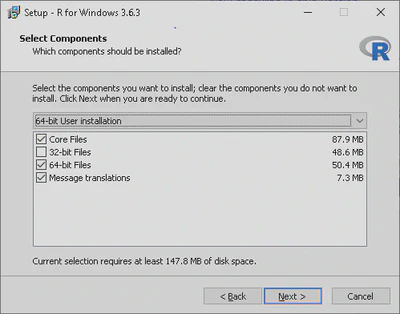 Setup - R for Windows 3.6.3
Select Components
Which components should be installed?
R
Select the components you want to install; clear the components you do not want to
install. Click Next when you are ready to continue.
64-bit User installation
Core Files 87.9 MB
32-bit Files 48.6 MB
64-bit Files 50.4 MB
Message translations 7.3 MB
Current selection requires at least 147.8 MB of disk space.
< Back Next > Cancel